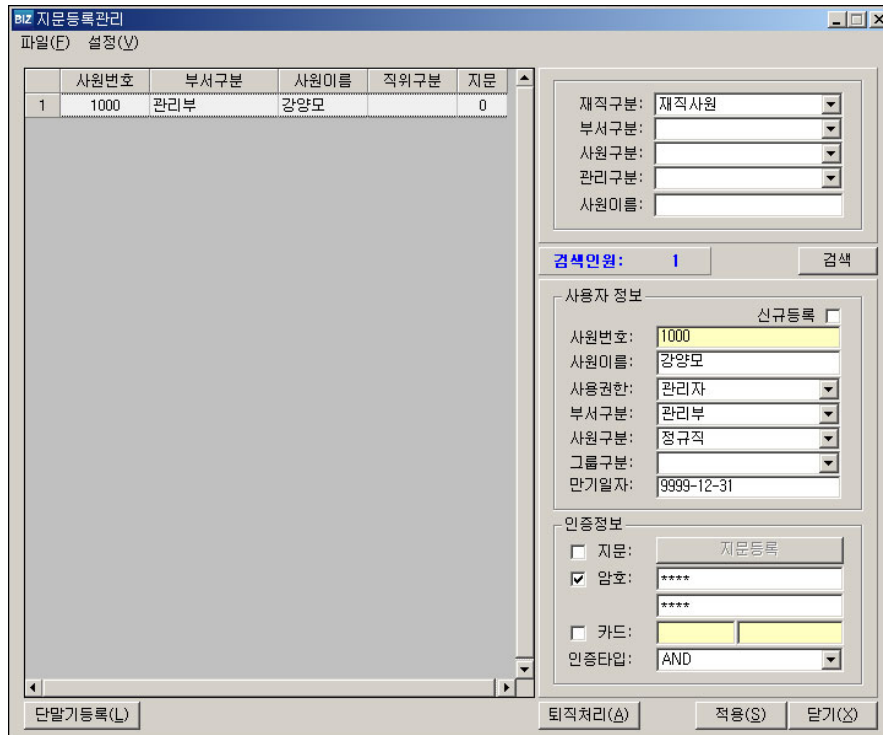 BIZ 지문등록관리
파일(F) 설정(V)
사원번호 부서구분 사원이름 직위구분 지문
1 1000 관리부 강양모 0
재직구분: 재직사원
부서구분:
사원구분:
관리구분:
사원이름:
검색인원: 1 검색
사용자 정보
신규등록
사원번호: 1000
사원이름: 강양모
사용권한: 관리자
부서구분: 관리부
사원구분: 정규직
그룹구분:
만기일자: 9999-12-31
인증정보
지문: 지문등록
암호: ****
****
카드:
인증타입: AND
단말기등록(L) 퇴직처리(A) 적용(S) 닫기(X)